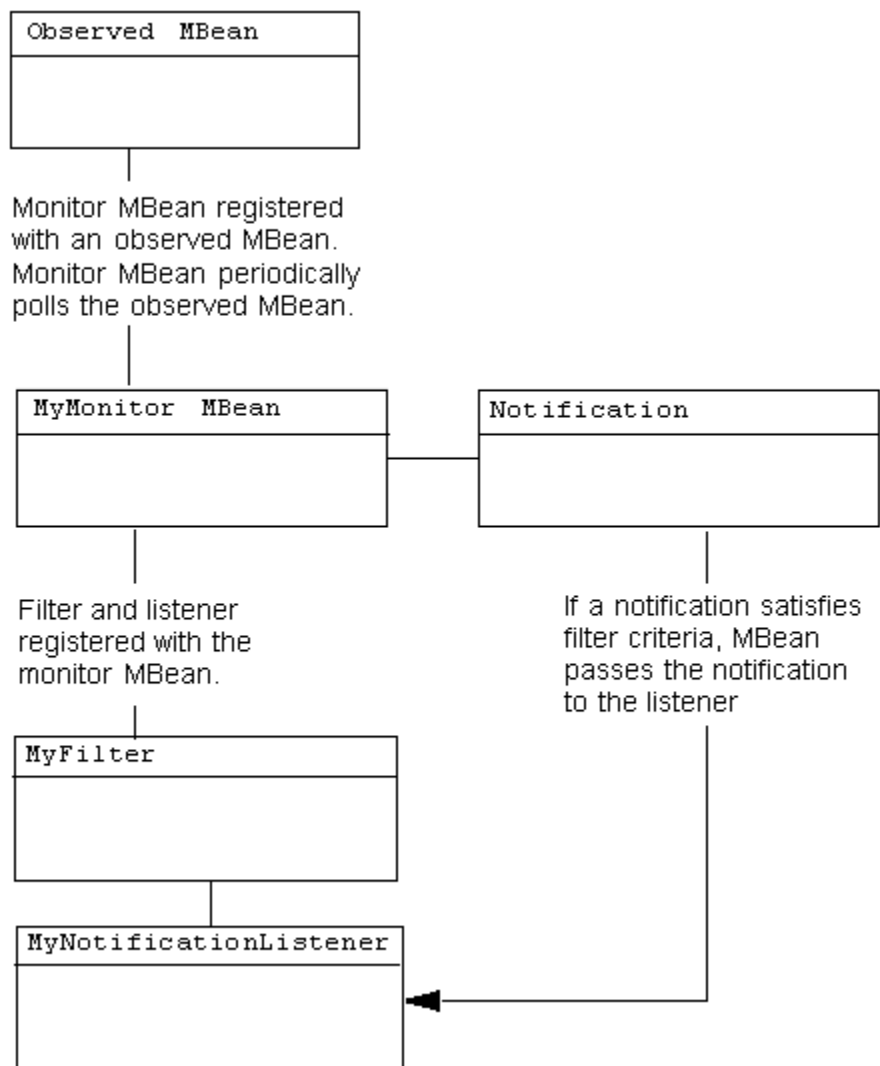 Observed MBean
Monitor MBean registered
with an observed MBean.
Monitor MBean periodically
polls the observed MBean.
MyMonitor MBean
Notification
Filter and listener
registered with the
monitor MBean.
If a notification satisfies
filter criteria, MBean
passes the notification
to the listener
MyFilter
MyNotificationListener